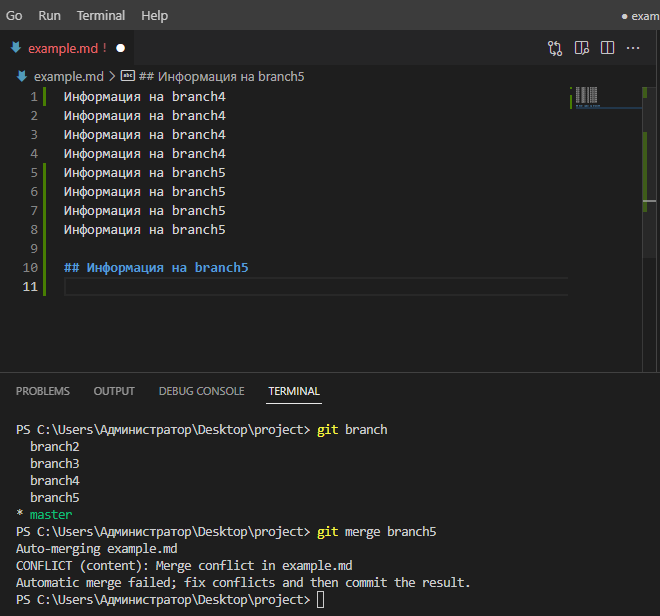 Go Run Terminal Help ● exam
example.md ! ●
example.md > ## Информация на branch5
1 Информация на branch4
2 Информация на branch4
3 Информация на branch4
4 Информация на branch4
5 Информация на branch5
6 Информация на branch5
7 Информация на branch5
8 Информация на branch5
9
10 ## Информация на branch5
11
PROBLEMS OUTPUT DEBUG CONSOLE TERMINAL
PS C:\Users\Администратор\Desktop\project> git branch
branch2
branch3
branch4
branch5
* master
PS C:\Users\Администратор\Desktop\project> git merge branch5
Auto-merging example.md
CONFLICT (content): Merge conflict in example.md
Automatic merge failed; fix conflicts and then commit the result.
PS C:\Users\Администратор\Desktop\project>